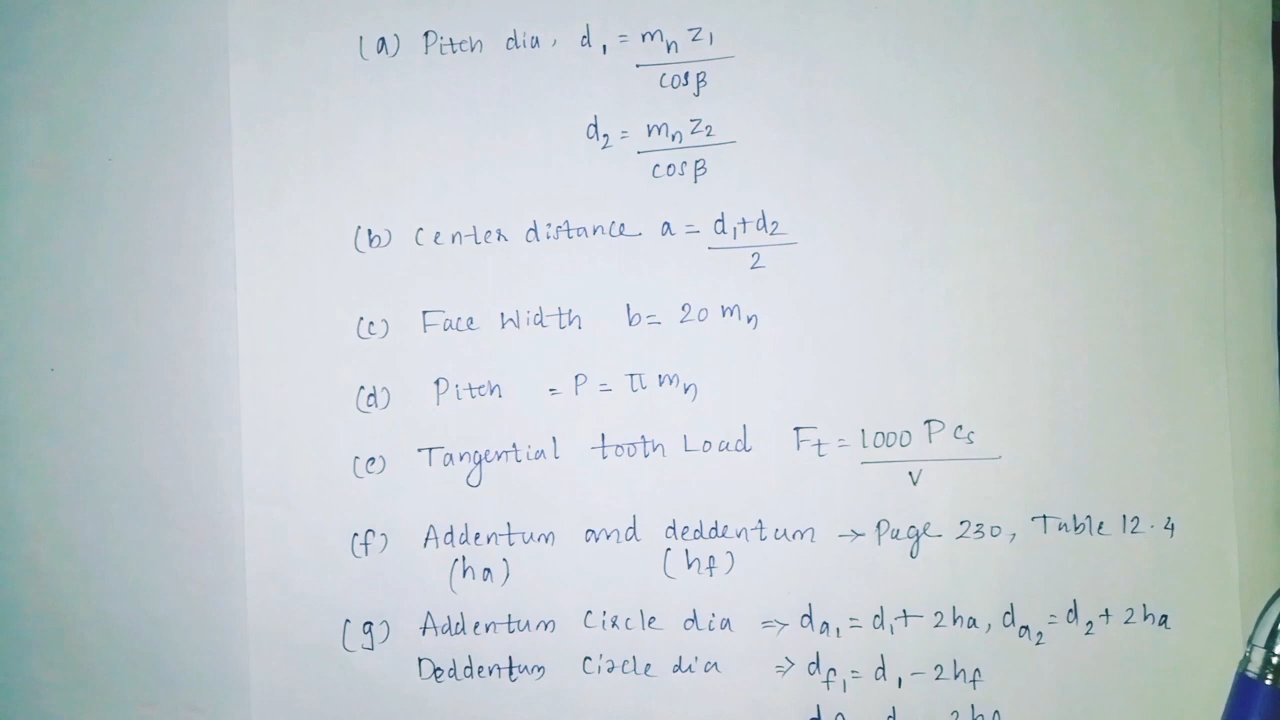 (a) Pitch dia, d₁ = mₙ z₁ / cosβ
d₂ = mₙ z₂ / cosβ
(b) Center distance a = d₁+d₂ / 2
(c) Face Width b = 20 mₙ
(d) Pitch = P = π mₙ
(e) Tangential tooth Load Fₜ = 1000 P cₛ / v
(f) Addentum and deddentum → Page 230, Table 12.4
(ha) (hf)
(g) Addentum Circle dia ⇒ da₁ = d₁ + 2ha, da₂ = d₂ + 2ha
Deddentum Circle dia ⇒ df₁ = d₁ - 2hf